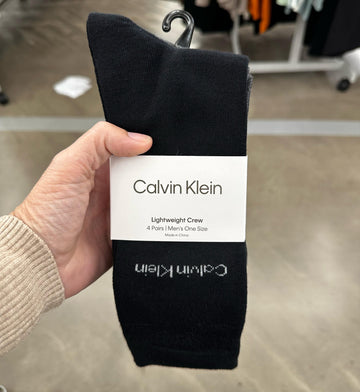 Calvin Klein
Lightweight Crew
4 Pairs | Men's One Size
Made in China
Calvin Klein